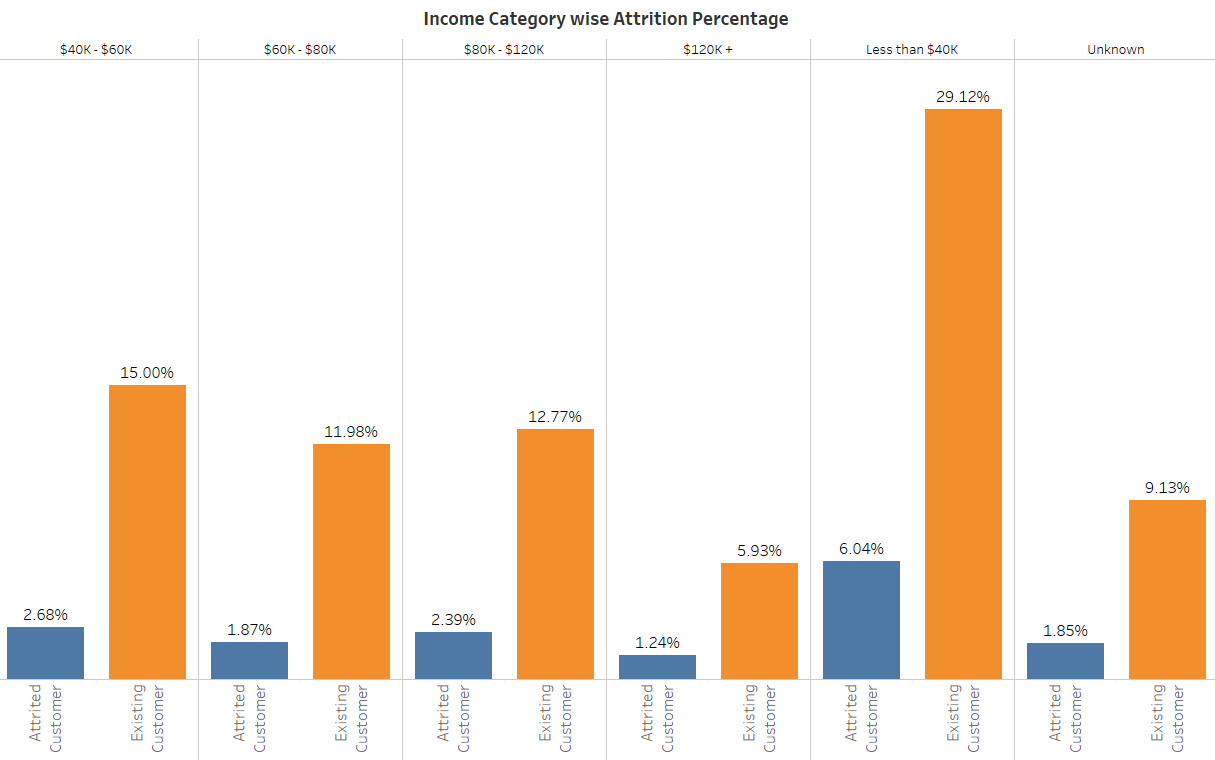 Income Category wise Attrition Percentage
$40K - $60K
$60K - $80K
$80K - $120K
$120K +
Less than $40K
Unknown
2.68%
15.00%
1.87%
11.98%
2.39%
12.77%
1.24%
5.93%
6.04%
29.12%
1.85%
9.13%
Attrited
Customer
Existing
Customer
Attrited
Customer
Existing
Customer
Attrited
Customer
Existing
Customer
Attrited
Customer
Existing
Customer
Attrited
Customer
Existing
Customer
Attrited
Customer
Existing
Customer